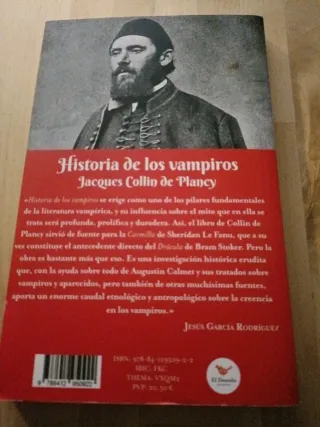 Historia de los vampiros
Jacques Collin de Plancy
«Historia de los vampiros se erige como uno de los pilares fundamentales
de la literatura vampírica, y su influencia sobre el mito que en ella se
trata será profunda, prolífica y duradera. Así, el libro de Collin de
Plancy sirvió de fuente para la Carmilla de Sheridan Le Fanu, que a su
vez constituye el antecedente directo del Drácula de Bram Stoker. Pero la
obra es bastante más que eso. Es una investigación histórica erudita que,
con la ayuda sobre todo de Augustin Calmet y sus tratados sobre
vampiros y aparecidos, pero también de otras muchísimas fuentes,
aporta un enorme caudal etnológico y antropológico sobre la creencia
en los vampiros.»
Jesús García Rodríguez
PVP: 20,50 €
El Desvelo